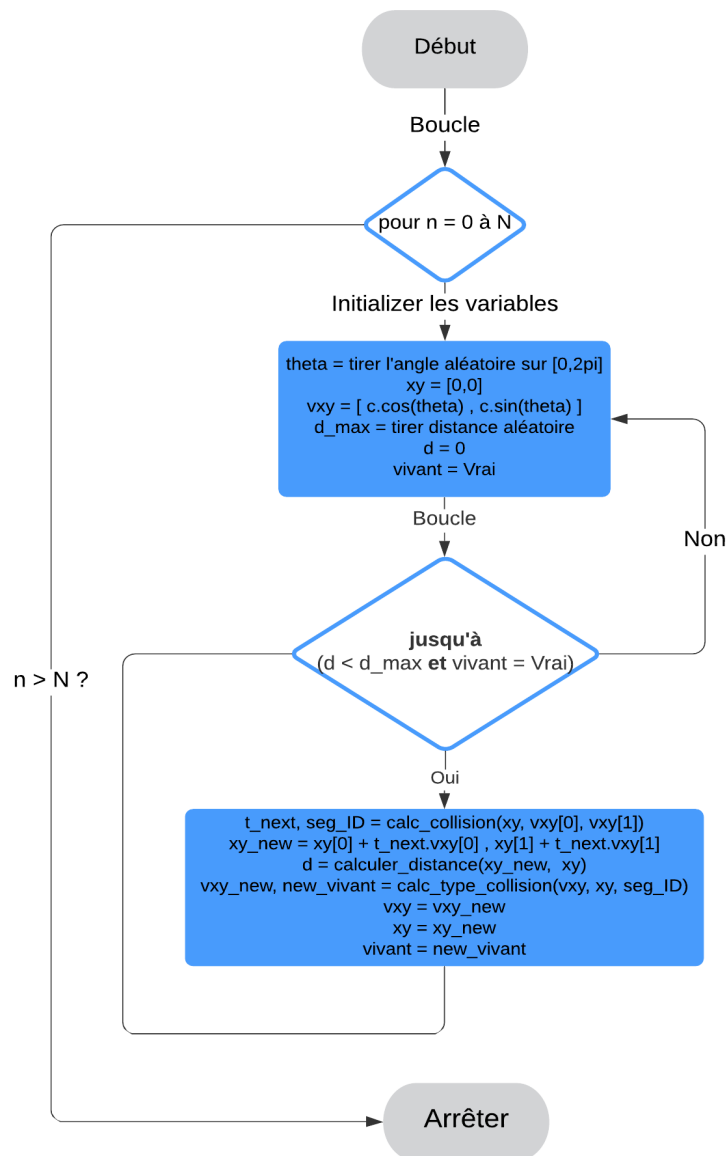 Début
Boucle
pour n = 0 à N
Initializer les variables
theta = tirer l'angle aléatoire sur [0,2pi]
xy = [0,0]
vxy = [ c.cos(theta) , c.sin(theta) ]
d_max = tirer distance aléatoire
d = 0
vivant = Vrai
Boucle
Non
jusqu'à
(d < d_max et vivant = Vrai)
n > N ?
Oui
t_next, seg_ID = calc_collision(xy, vxy[0], vxy[1])
xy_new = xy[0] + t_next.vxy[0] , xy[1] + t_next.vxy[1]
d = calculer_distance(xy_new, xy)
vxy_new, new_vivant = calc_type_collision(vxy, xy, seg_ID)
vxy = vxy_new
xy = xy_new
vivant = new_vivant
Arrêter